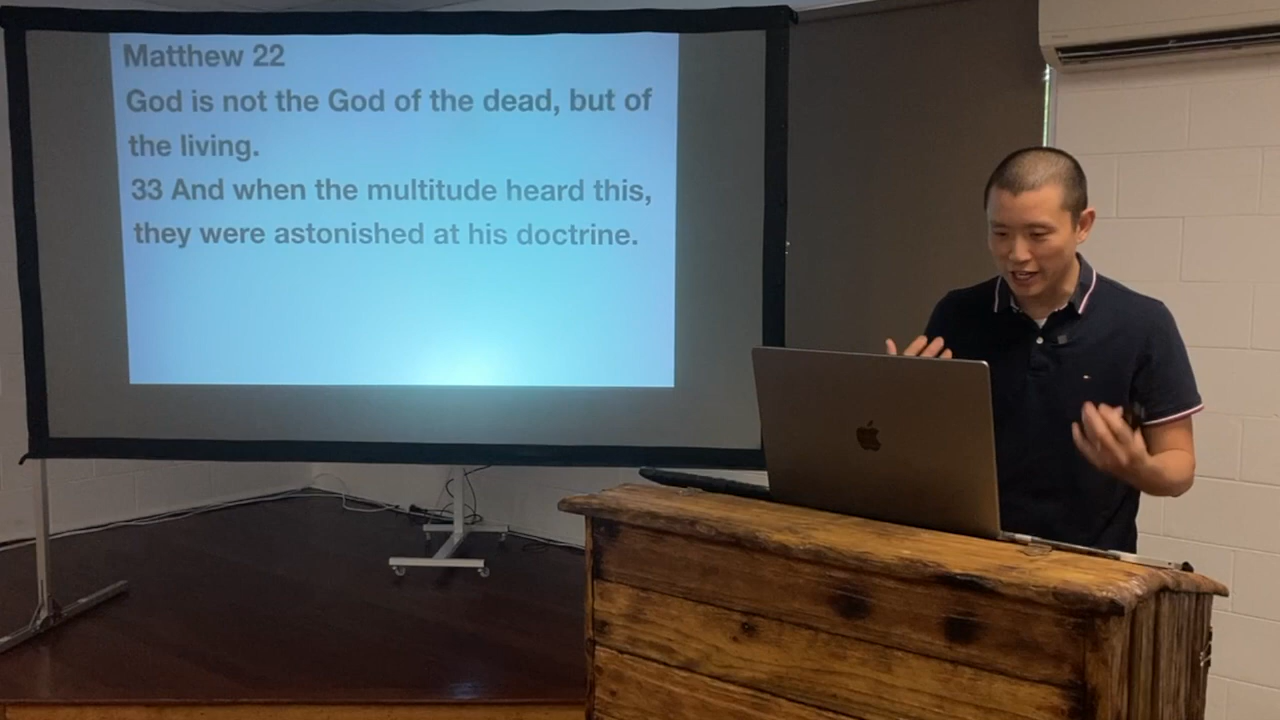 Matthew 22
God is not the God of the dead, but of
the living.
33 And when the multitude heard this,
they were astonished at his doctrine.